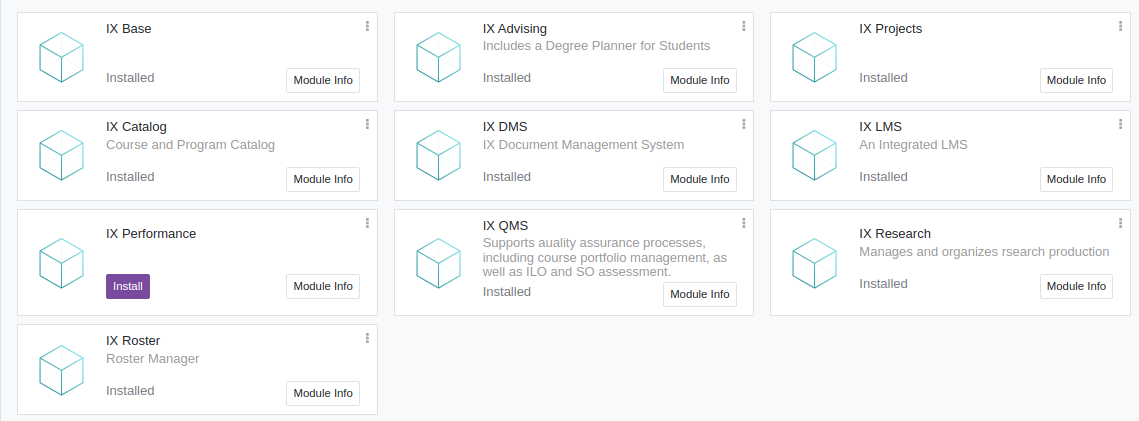 IX Base
Installed
Module Info
IX Advising
Includes a Degree Planner for Students
Installed
Module Info
IX Projects
Installed
Module Info
IX Catalog
Course and Program Catalog
Installed
Module Info
IX DMS
IX Document Management System
Installed
Module Info
IX LMS
An Integrated LMS
Installed
Module Info
IX Performance
Install
Module Info
IX QMS
Supports auality assurance processes,
including course portfolio management, as
well as ILO and SO assessment.
Installed
Module Info
IX Research
Manages and organizes rsearch production
Installed
Module Info
IX Roster
Roster Manager
Installed
Module Info